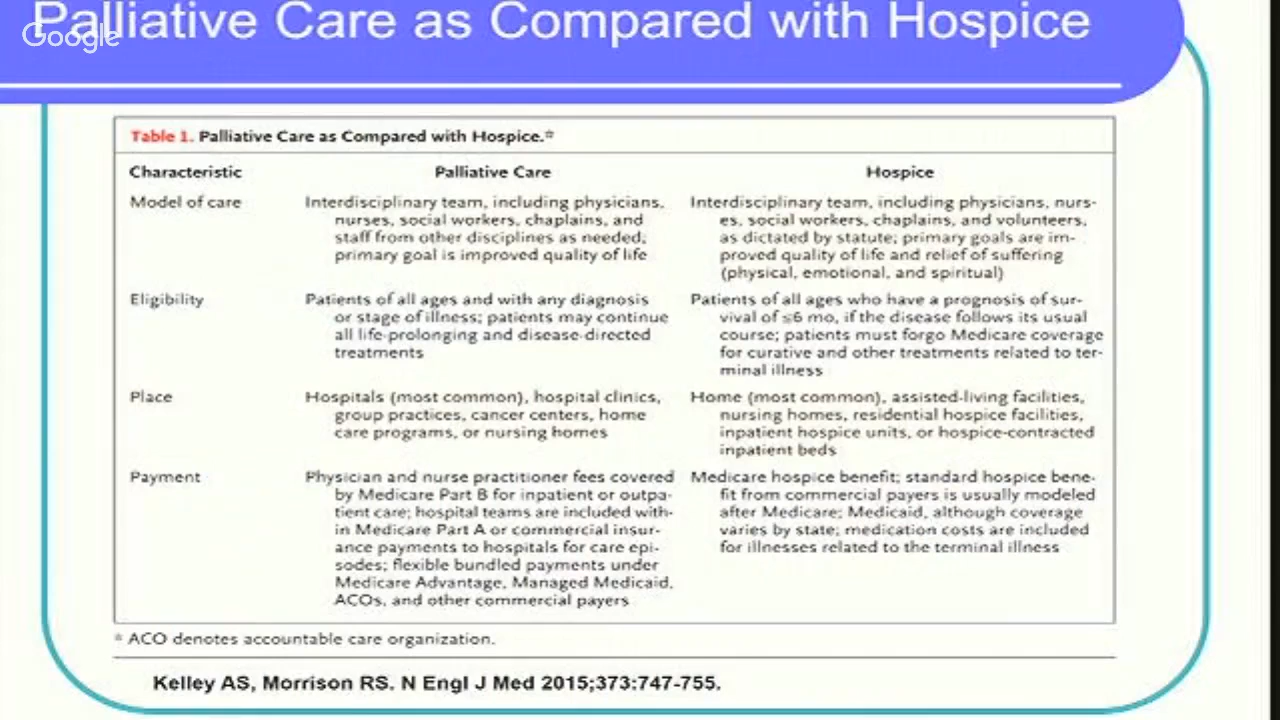 Palliative Care as Compared with Hospice
Google
Table 1. Palliative Care as Compared with Hospice.*
Characteristic
Palliative Care
Hospice
Model of care
Interdisciplinary team, including physicians,
nurses, social workers, chaplains, and
staff from other disciplines as needed;
primary goal is improved quality of life
Interdisciplinary team, including physicians, nurs-
es, social workers, chaplains, and volunteers,
as dictated by statute; primary goals are im-
proved quality of life and relief of suffering
(physical, emotional, and spiritual)
Eligibility
Patients of all ages and with any diagnosis
or stage of illness; patients may continue
all life-prolonging and disease-directed
treatments
Patients of all ages who have a prognosis of sur-
vival of ≤6 mo, if the disease follows its usual
course; patients must forgo Medicare coverage
for curative and other treatments related to ter-
minal illness
Place
Hospitals (most common), hospital clinics,
group practices, cancer centers, home
care programs, or nursing homes
Home (most common), assisted-living facilities,
nursing homes, residential hospice facilities,
inpatient hospice units, or hospice-contracted
inpatient beds
Payment
Physician and nurse practitioner fees covered
by Medicare Part B for inpatient or outpa-
tient care; hospital teams are included with-
in Medicare Part A or commercial insur-
ance payments to hospitals for care epi-
sodes; flexible bundled payments under
Medicare Advantage, Managed Medicaid,
ACOs, and other commercial payers
Medicare hospice benefit; standard hospice bene-
fit from commercial payers is usually modeled
after Medicare; Medicaid, although coverage
varies by state; medication costs are included
for illnesses related to the terminal illness
* ACO denotes accountable care organization.
Kelley AS, Morrison RS. N Engl J Med 2015;373:747-755.